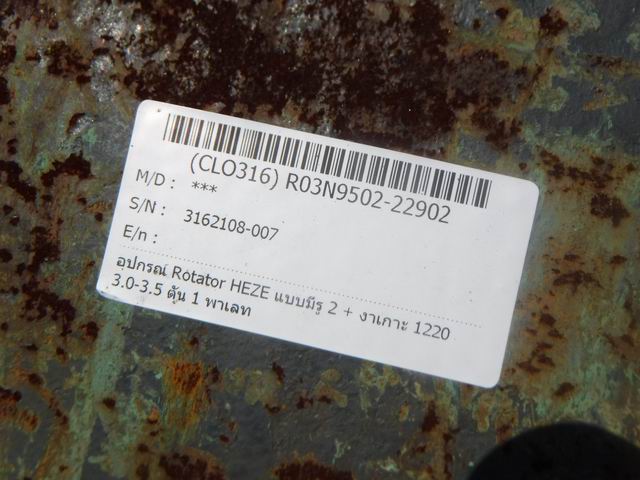 (CLO316) R03N9502-22902
M/D : ***
S/N : 3162108-007
E/n :
อุปกรณ์ Rotator HEZE แบบมีรู 2 + งาเกาะ 1220
3.0-3.5 ตัน 1 พาเลท